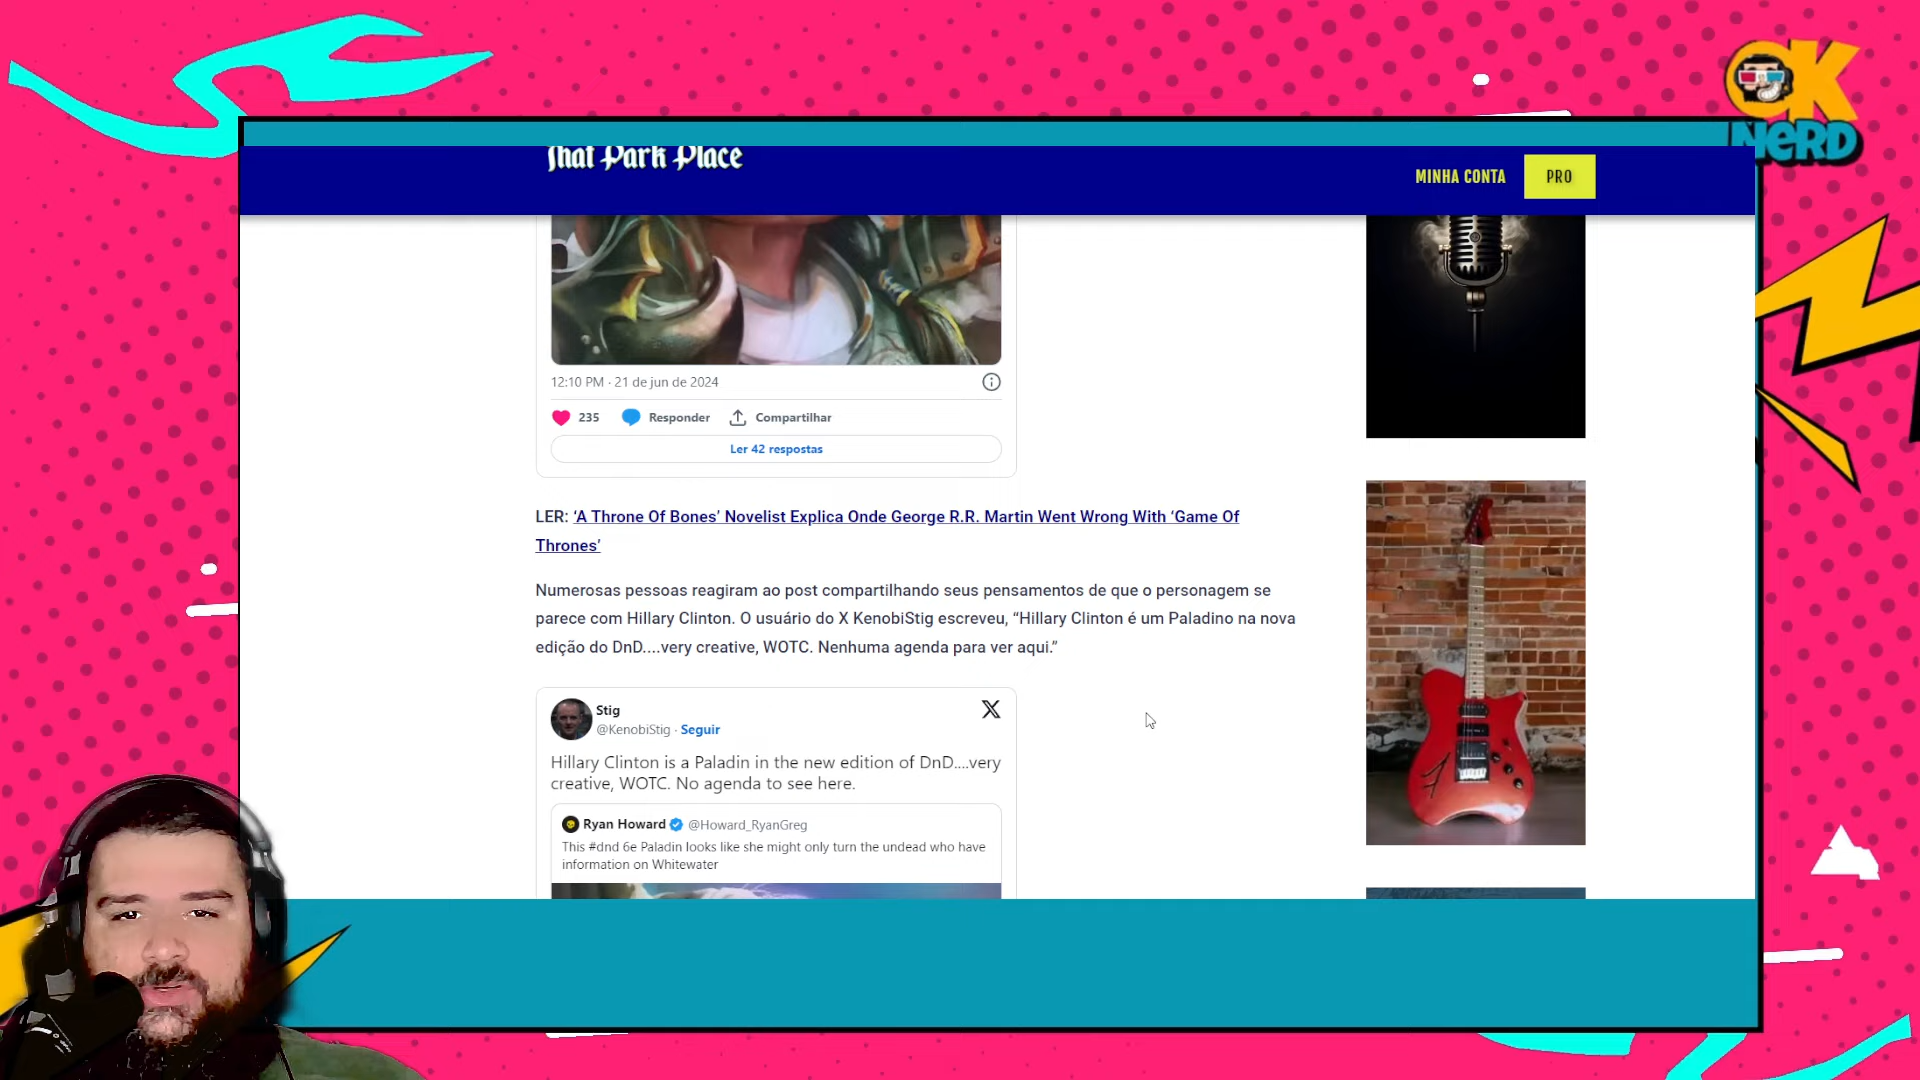 OK
NERD
That Park Place
MINHA CONTA
PRO
12:10 PM · 21 de jun de 2024
235
Responder
Compartilhar
Ler 42 respostas
LER: ‘A Throne Of Bones’ Novelist Explica Onde George R.R. Martin Went Wrong With ‘Game Of
Thrones’
Numerosas pessoas reagiram ao post compartilhando seus pensamentos de que o personagem se
parece com Hillary Clinton. O usuário do X KenobiStig escreveu, “Hillary Clinton é um Paladino na nova
edição do DnD....very creative, WOTC. Nenhuma agenda para ver aqui.”
Stig
@KenobiStig · Seguir
Hillary Clinton is a Paladin in the new edition of DnD....very
creative, WOTC. No agenda to see here.
Ryan Howard @Howard_RyanGreg
This #dnd 6e Paladin looks like she might only turn the undead who have
information on Whitewater